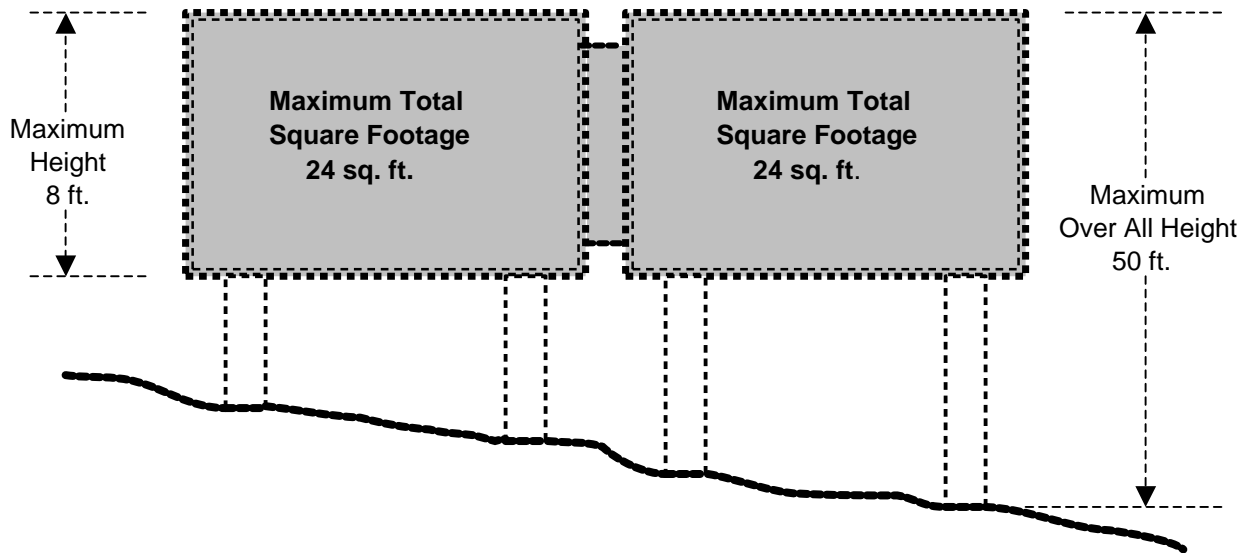 Maximum
Height
8 ft.
Maximum Total
Square Footage
24 sq. ft.
Maximum Total
Square Footage
24 sq. ft.
Maximum
Over All Height
50 ft.